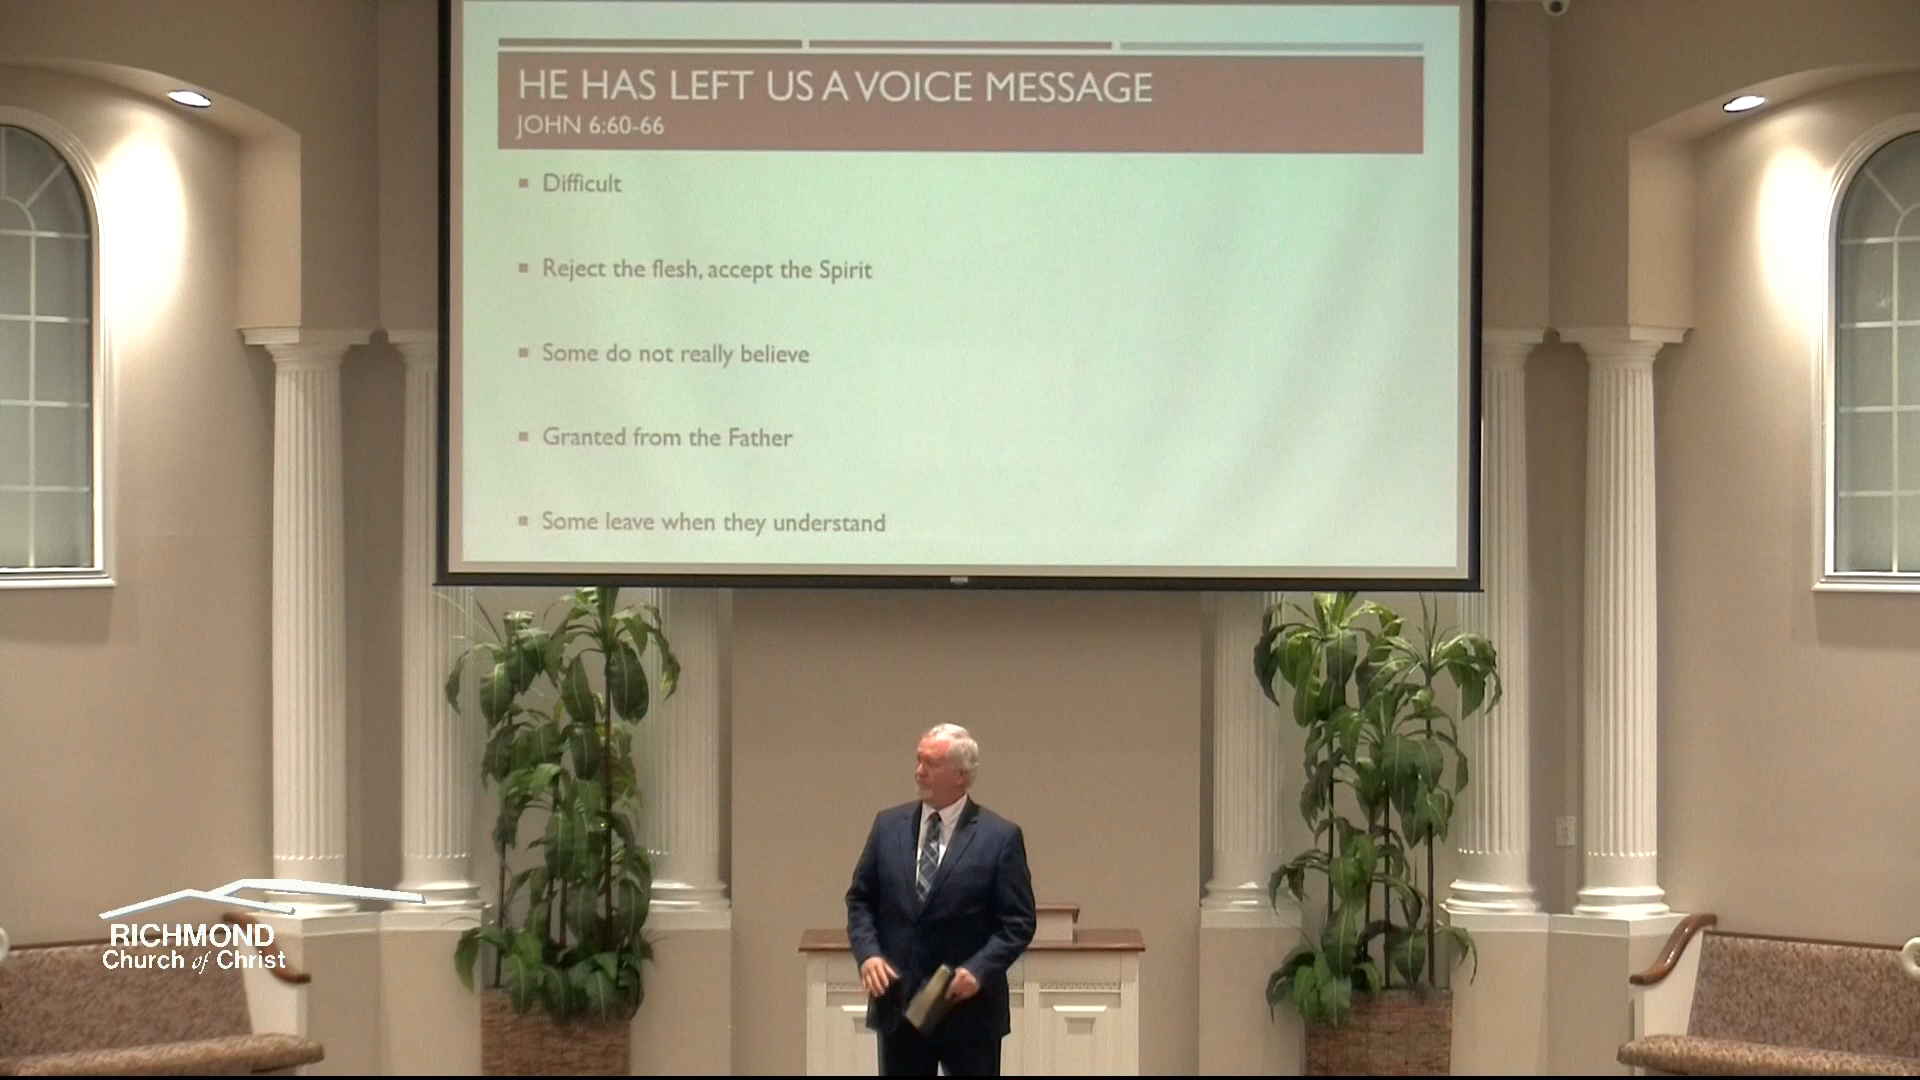 HE HAS LEFT US A VOICE MESSAGE
JOHN 6:60-66
Difficult
Reject the flesh, accept the Spirit
Some do not really believe
Granted from the Father
Some leave when they understand
RICHMOND
Church of Christ